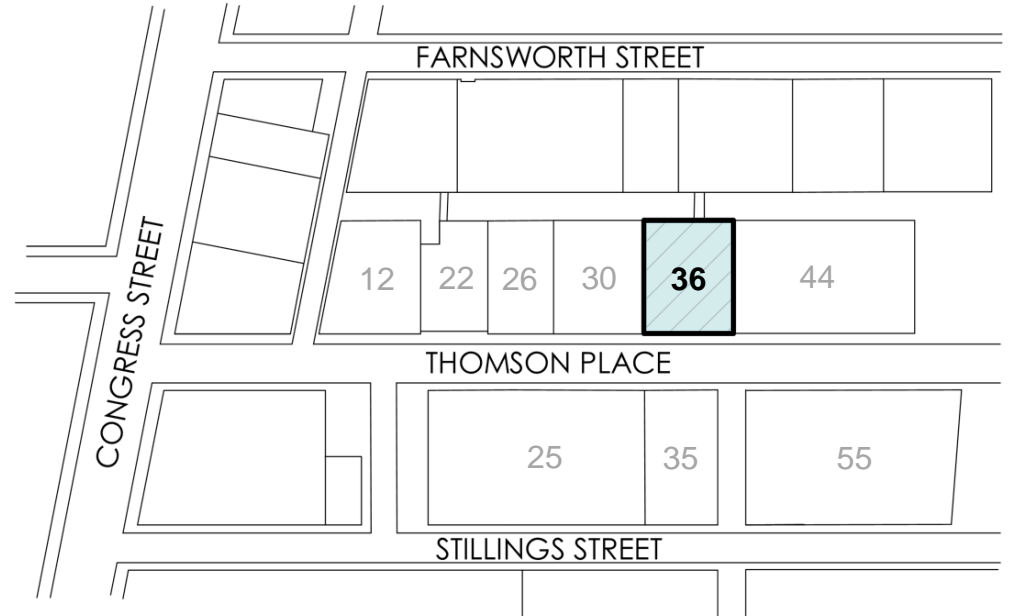 FARNSWORTH STREET
CONGRESS STREET
12 22 26 30 36 44
THOMSON PLACE
25 35 55
STILLINGS STREET